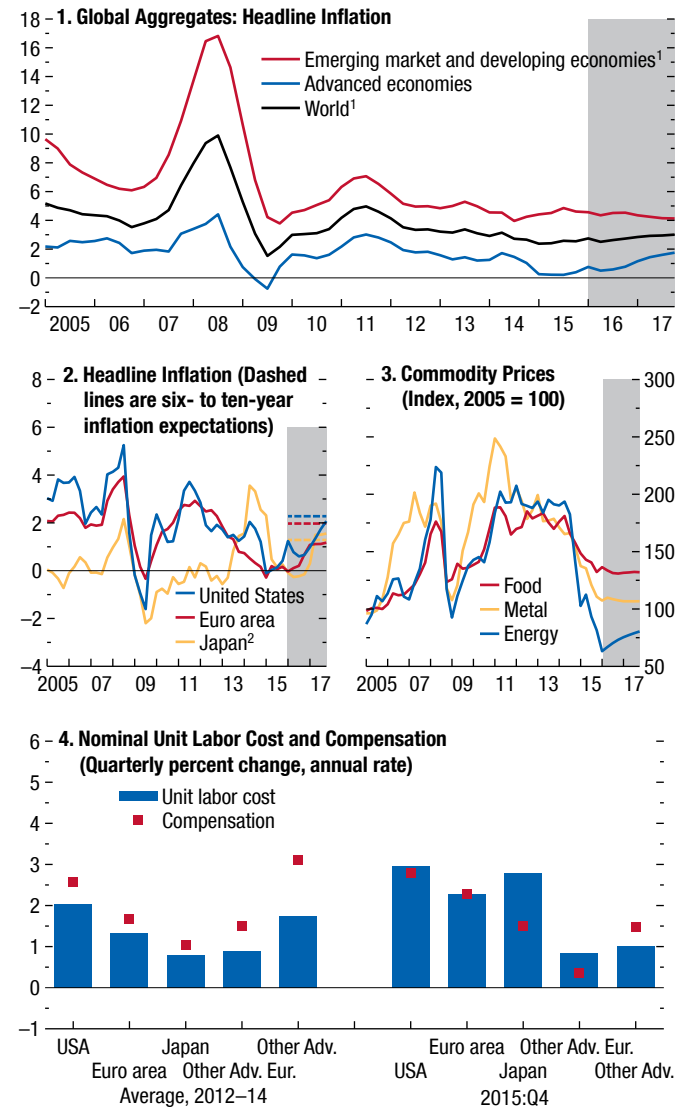 1. Global Aggregates: Headline Inflation
18
16
14
12
10
8
6
4
2
0
–2
Emerging market and developing economies1
Advanced economies
World1
2005 06 07 08 09 10 11 12 13 14 15 16 17
2. Headline Inflation (Dashed
lines are six- to ten-year
inflation expectations)
8
6
4
2
0
–2
–4
United States
Euro area
Japan2
2005 07 09 11 13 15 17
3. Commodity Prices
(Index, 2005 = 100)
300
250
200
150
100
50
Food
Metal
Energy
2005 07 09 11 13 15 17
4. Nominal Unit Labor Cost and Compensation
(Quarterly percent change, annual rate)
6
5
4
3
2
1
0
–1
Unit labor cost
Compensation
USA Japan Other Adv.
Euro area Other Adv. Eur.
Average, 2012–14
Euro area Other Adv. Eur.
USA Japan Other Adv.
2015:Q4